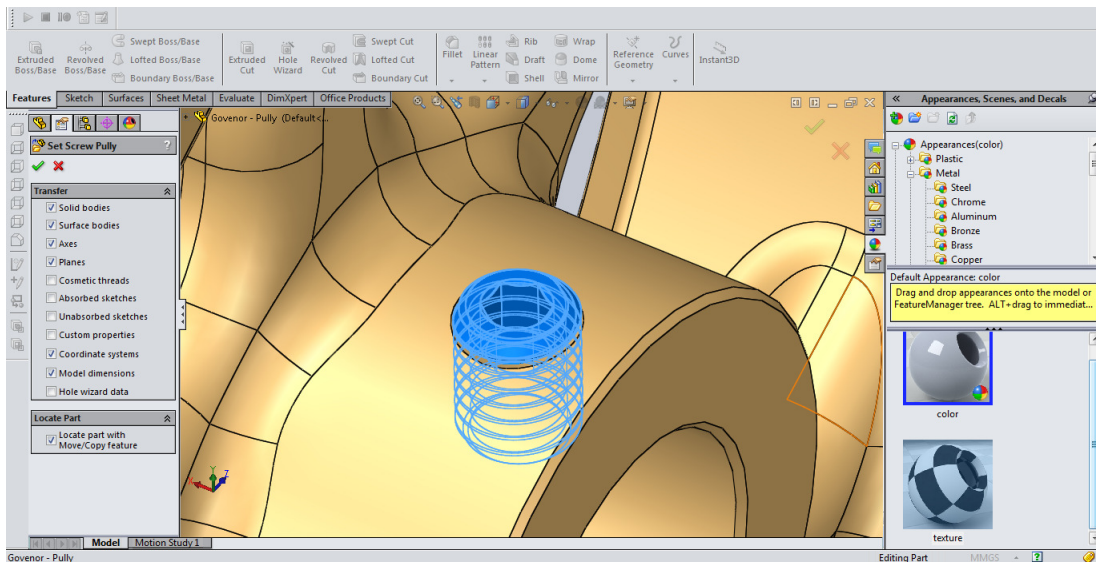 Extruded Boss/Base
Revolved Boss/Base
Swept Boss/Base
Lofted Boss/Base
Boundary Boss/Base
Extruded Cut
Hole Wizard
Revolved Cut
Swept Cut
Lofted Cut
Boundary Cut
Fillet
Linear Pattern
Rib
Draft
Shell
Wrap
Dome
Mirror
Reference Geometry
Curves
Instant3D
Features
Sketch
Surfaces
Sheet Metal
Evaluate
DimXpert
Office Products
Govenor - Pully (Default<...
Set Screw Pully
?
Transfer
Solid bodies
Surface bodies
Axes
Planes
Cosmetic threads
Absorbed sketches
Unabsorbed sketches
Custom properties
Coordinate systems
Model dimensions
Hole wizard data
Locate Part
Locate part with
Move/Copy feature
Appearances, Scenes, and Decals
Appearances(color)
Plastic
Metal
Steel
Chrome
Aluminum
Bronze
Brass
Copper
Default Appearance: color
Drag and drop appearances onto the model or
FeatureManager tree. ALT+drag to immediat...
color
texture
Y
Z
Model
Motion Study 1
Govenor - Pully
Editing Part
MMGS
?